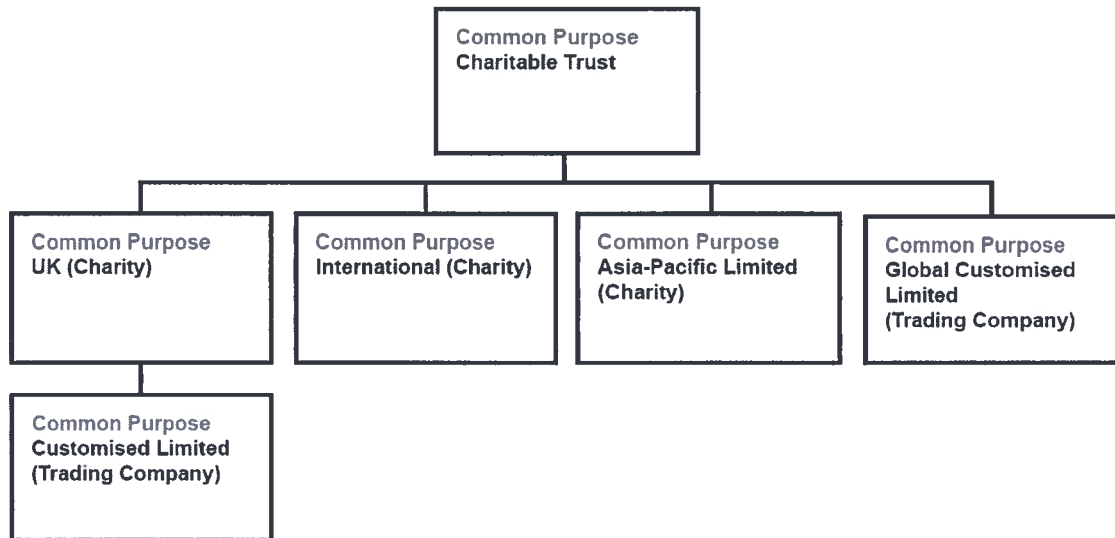 Common Purpose
Charitable Trust
Common Purpose
UK (Charity)
Common Purpose
International (Charity)
Common Purpose
Asia-Pacific Limited
(Charity)
Common Purpose
Global Customised
Limited
(Trading Company)
Common Purpose
Customised Limited
(Trading Company)